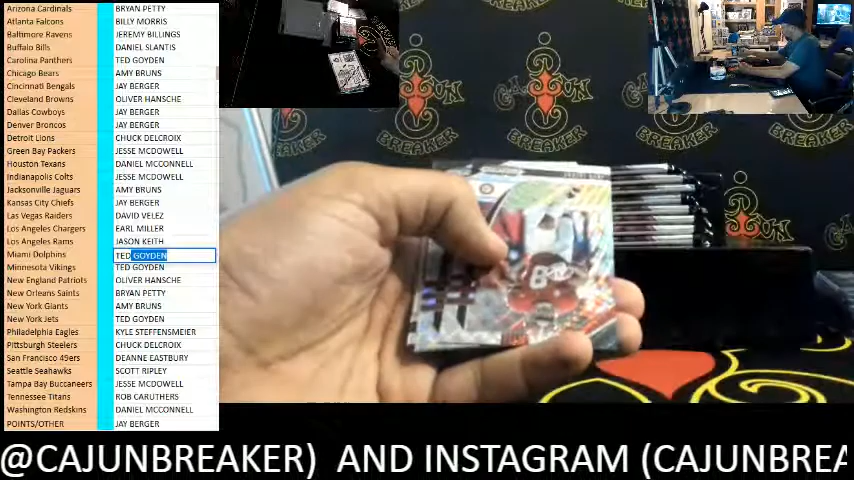 Arizona Cardinals BRYAN PETTY
Atlanta Falcons BILLY MORRIS
Baltimore Ravens JEREMY BILLINGS
Buffalo Bills DANIEL SLANTIS
Carolina Panthers TED GOYDEN
Chicago Bears AMY BRUNS
Cincinnati Bengals JAY BERGER
Cleveland Browns OLIVER HANSCHE
Dallas Cowboys JAY BERGER
Denver Broncos JAY BERGER
Detroit Lions CHUCK DELCROIX
Green Bay Packers JESSE MCDOWELL
Houston Texans DANIEL MCCONNELL
Indianapolis Colts JESSE MCDOWELL
Jacksonville Jaguars AMY BRUNS
Kansas City Chiefs JAY BERGER
Las Vegas Raiders DAVID VELEZ
Los Angeles Chargers EARL MILLER
Los Angeles Rams JASON KEITH
Miami Dolphins TED GOYDEN
Minnesota Vikings TED GOYDEN
New England Patriots OLIVER HANSCHE
New Orleans Saints BRYAN PETTY
New York Giants AMY BRUNS
New York Jets TED GOYDEN
Philadelphia Eagles KYLE STEFFENSMEIER
Pittsburgh Steelers CHUCK DELCROIX
San Francisco 49ers DEANNE EASTBURY
Seattle Seahawks SCOTT RIPLEY
Tampa Bay Buccaneers JESSE MCDOWELL
Tennessee Titans ROB CARUTHERS
Washington Redskins DANIEL MCCONNELL
POINTS/OTHER JAY BERGER
CAJUN
BREAKER
@CAJUNBREAKER) AND INSTAGRAM (CAJUNBREA